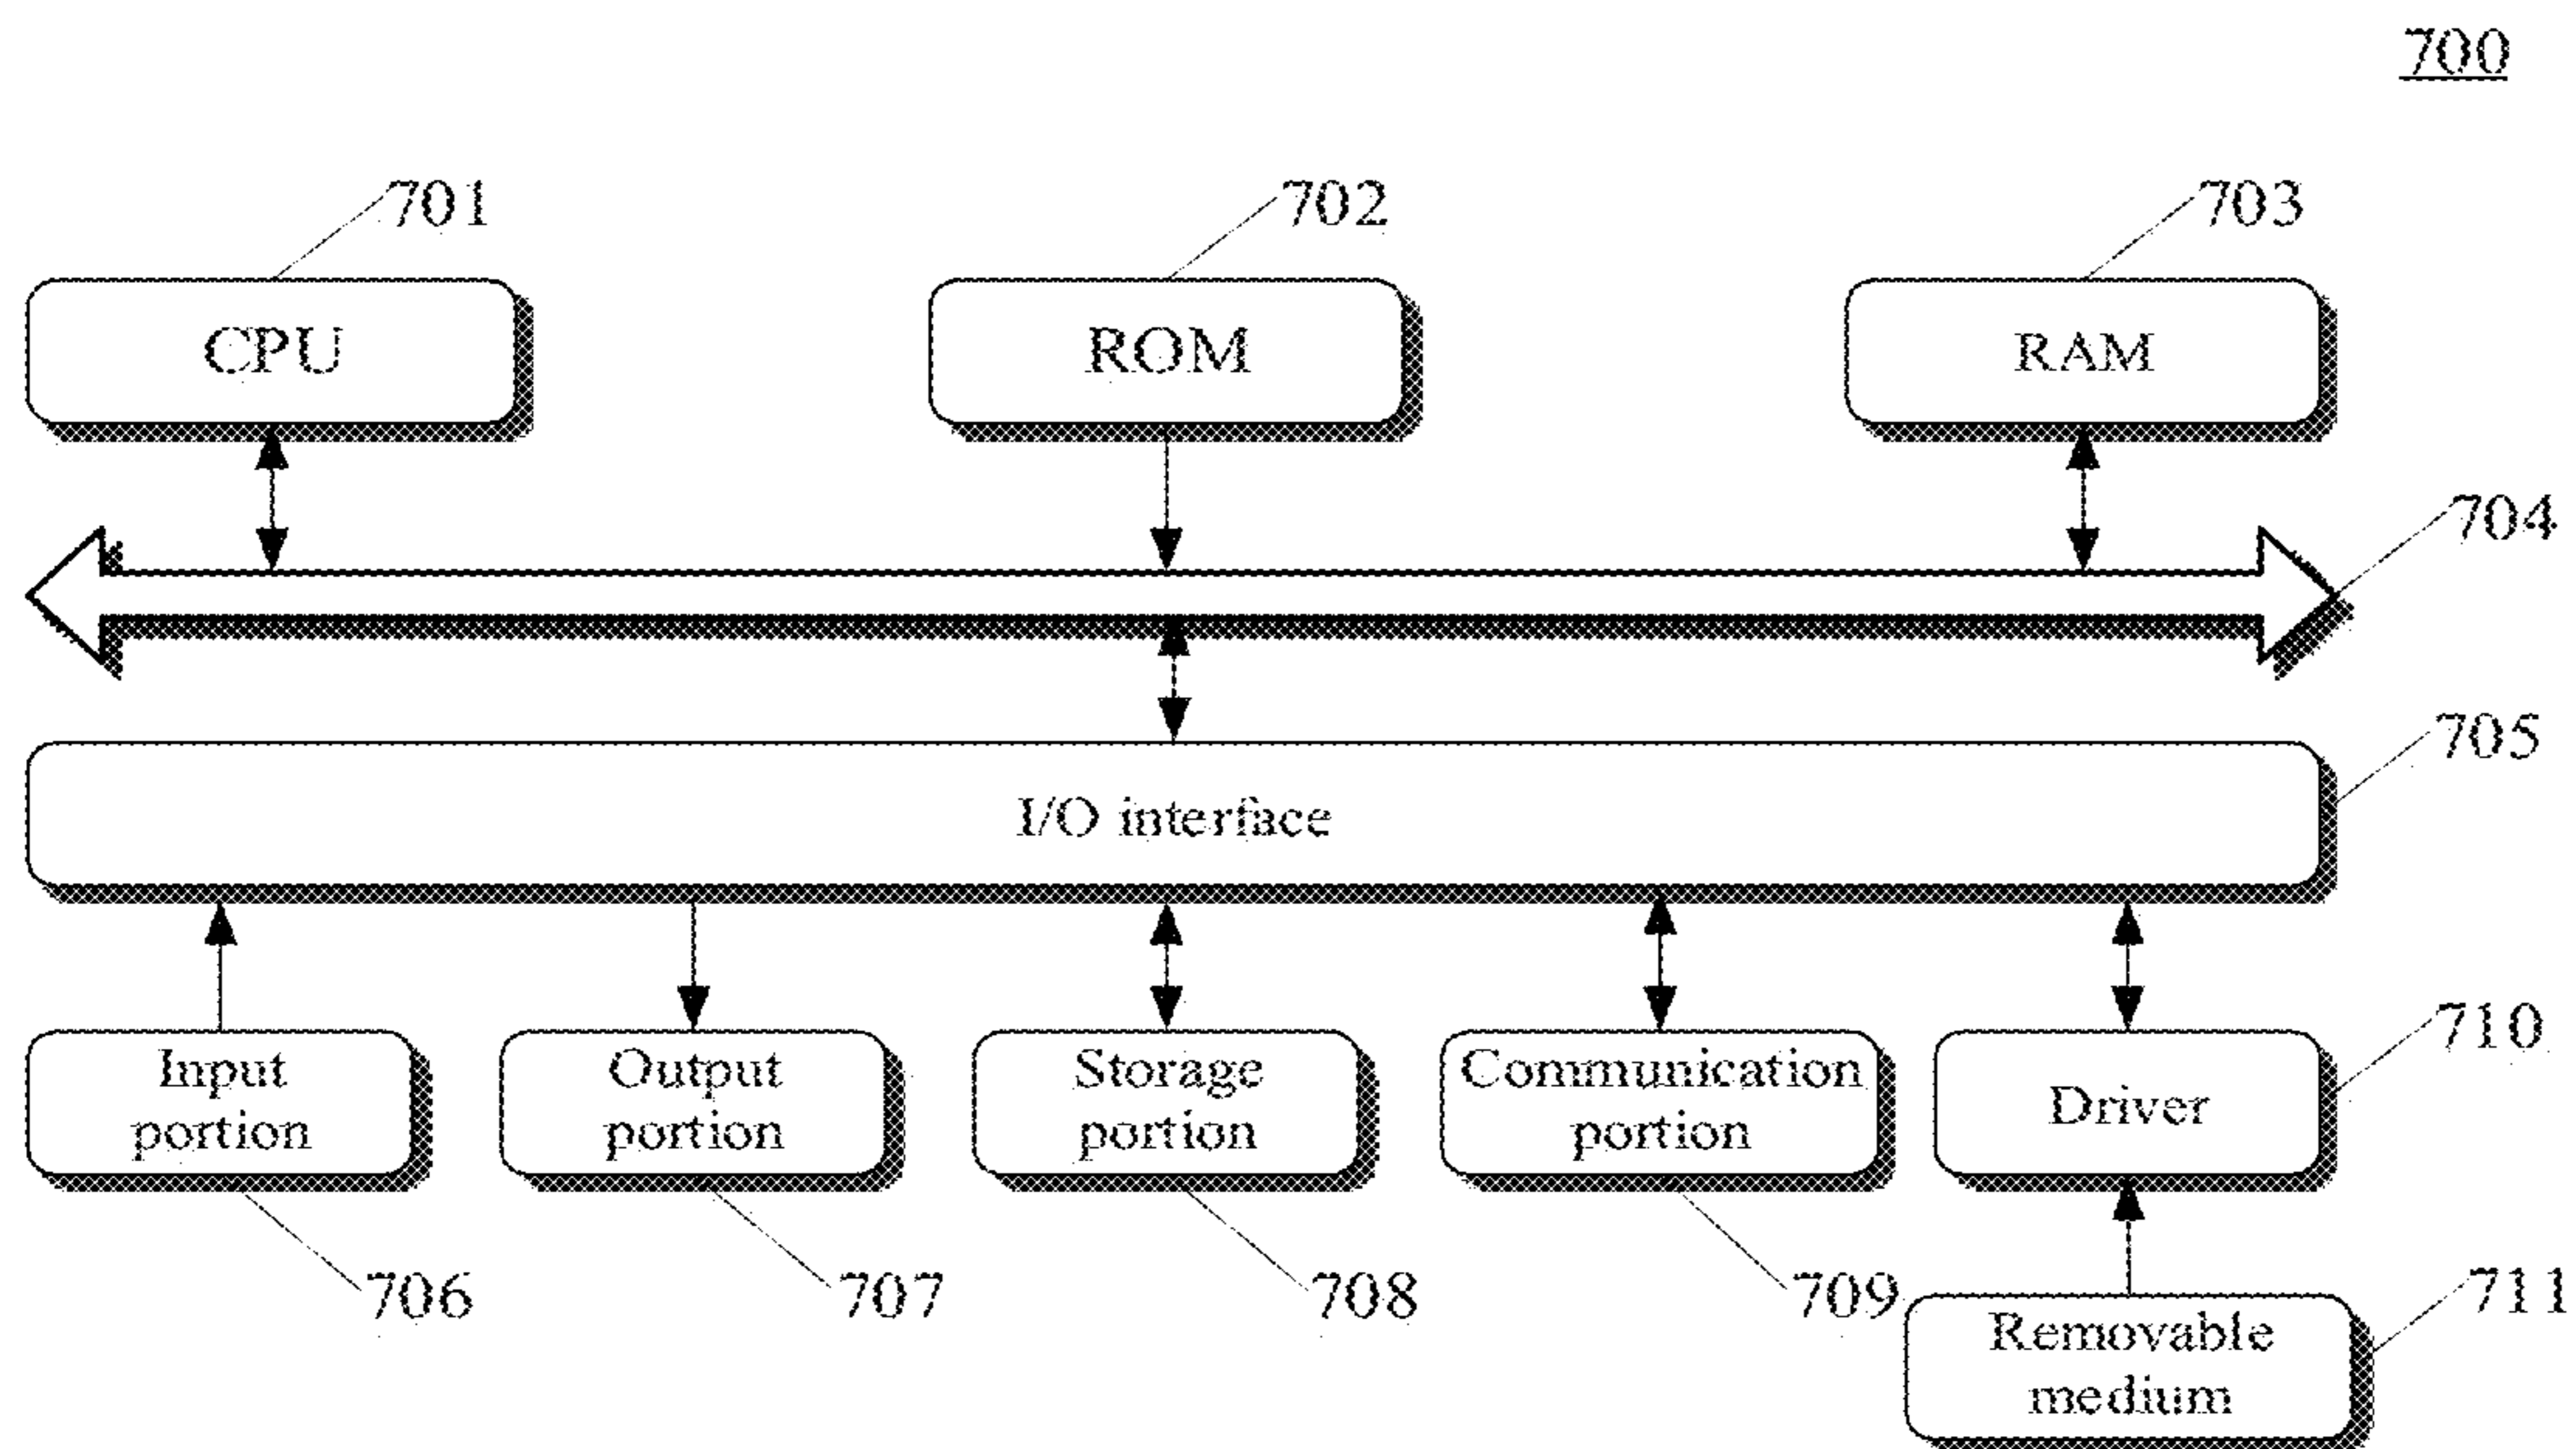 700
701
702
703
CPU
ROM
RAM
704
705
I/O interface
710
Input
portion
Output
portion
Storage
portion
Communication
portion
Driver
706
707
708
709
711
Removable
medium